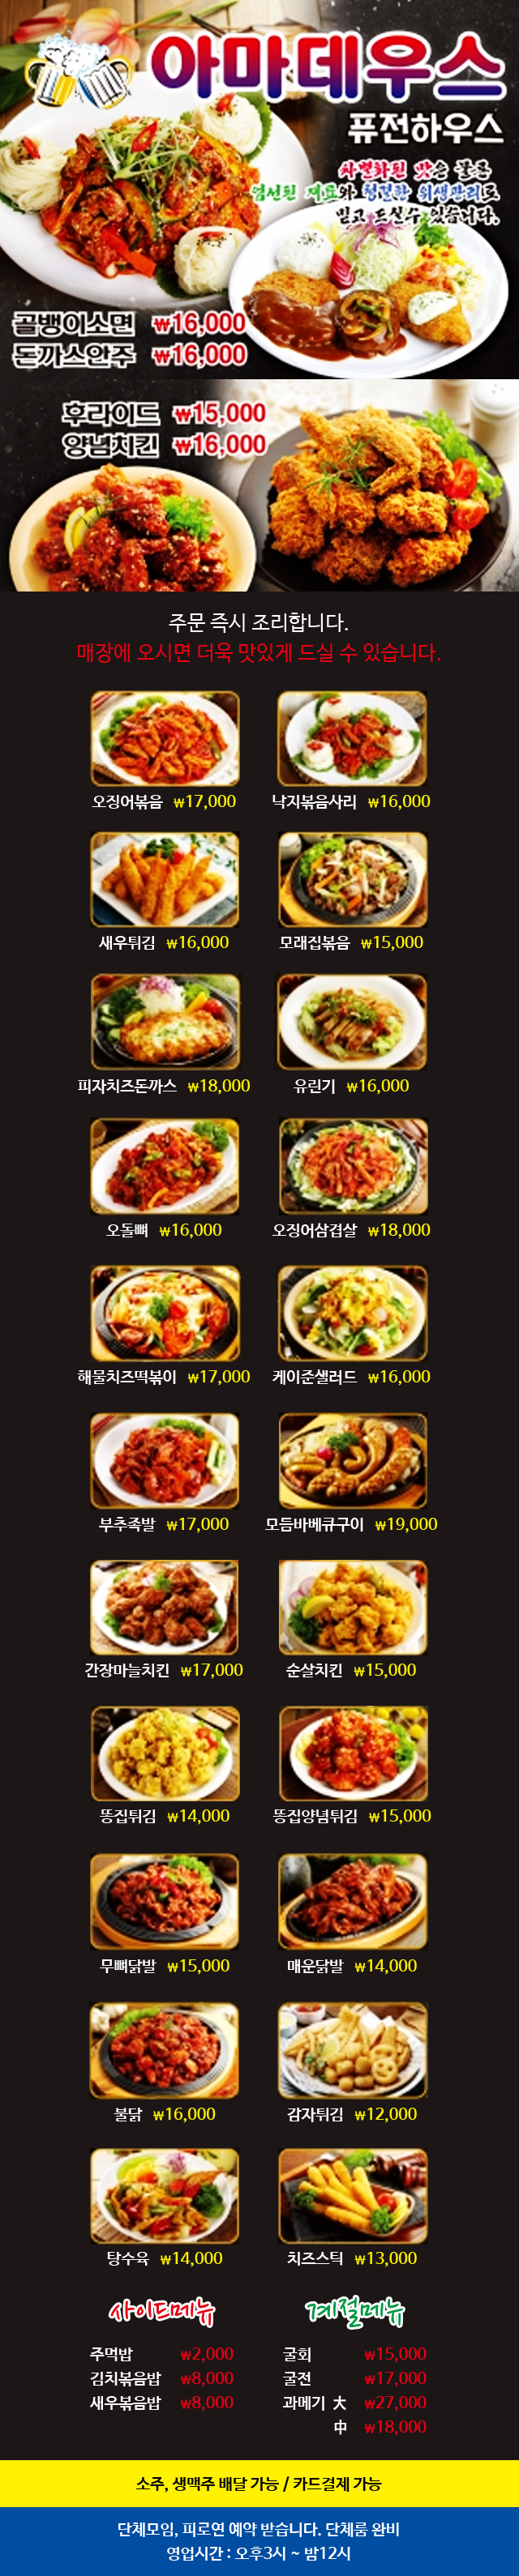 아마데우스
퓨전하우스
차별화된 맛은 물론
엄선된 재료와 청결한 위생관리로
믿고 드실수 있습니다.
골뱅이소면 ₩16,000
돈까스안주 ₩16,000
후라이드 ₩15,000
양념치킨 ₩16,000
주문 즉시 조리합니다.
매장에 오시면 더욱 맛있게 드실 수 있습니다.
오징어볶음 ₩17,000 낙지볶음사리 ₩16,000
새우튀김 ₩16,000 모래집볶음 ₩15,000
피자치즈돈까스 ₩18,000 유린기 ₩16,000
오돌뼈 ₩16,000 오징어삼겹살 ₩18,000
해물치즈떡볶이 ₩17,000 케이준샐러드 ₩16,000
부추족발 ₩17,000 모듬바베큐구이 ₩19,000
간장마늘치킨 ₩17,000 순살치킨 ₩15,000
똥집튀김 ₩14,000 똥집양념튀김 ₩15,000
무뼈닭발 ₩15,000 매운닭발 ₩14,000
불닭 ₩16,000 감자튀김 ₩12,000
탕수육 ₩14,000 치즈스틱 ₩13,000
사이드메뉴 계절메뉴
주먹밥 ₩2,000 굴회 ₩15,000
김치볶음밥 ₩8,000 굴전 ₩17,000
새우볶음밥 ₩8,000 과메기 大 ₩27,000
中 ₩18,000
소주, 생맥주 배달 가능 / 카드결제 가능
단체모임, 피로연 예약 받습니다. 단체룸 완비
영업시간 : 오후3시 ~ 밤12시